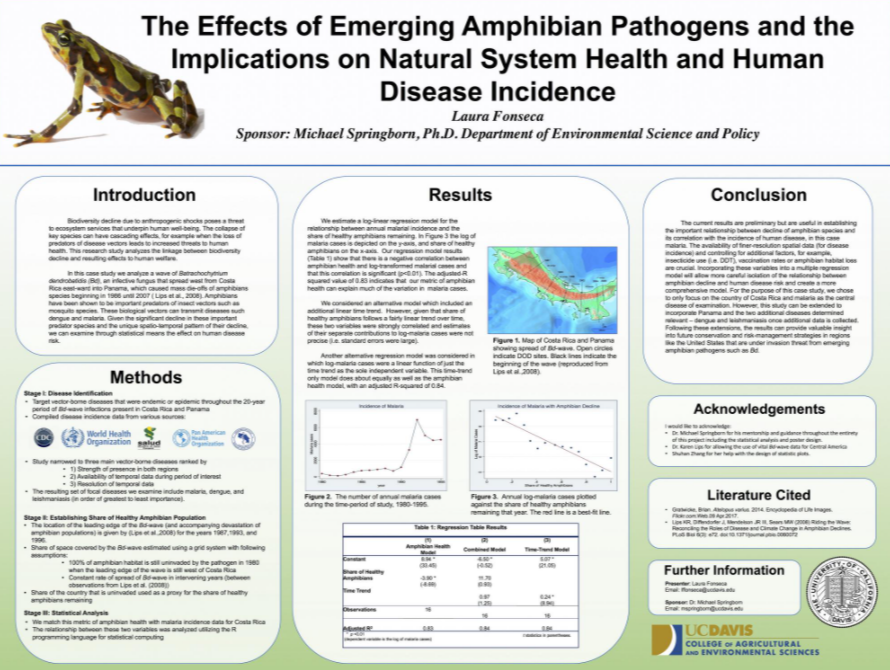 The Effects of Emerging Amphibian Pathogens and the
Implications on Natural System Health and Human
Disease Incidence
Laura Fonseca
Sponsor: Michael Springborn, Ph.D. Department of Environmental Science and Policy
Introduction
Biodiversity decline due to anthropogenic shocks poses a threat
to ecosystem services that underpin human well-being. The collapse of
key species can have cascading effects, for example when the loss of
predators of disease vectors leads to increased threats to human
health. This research study analyzes the linkage between biodiversity
decline and resulting effects to human welfare.
In this case study we analyze a wave of Batrachochytrium
dendrobatidis (Bd), an infective fungus that spread west from Costa
Rica east-ward into Panama, which caused mass die-offs of amphibians
species beginning in 1986 until 2007 ( Lips et al., 2008). Amphibians
have been shown to be important predators of insect vectors such as
mosquito species. These biological vectors can transmit diseases such
dengue and malaria. Given the significant decline in these important
predator species and the unique spatio-temporal pattern of their decline,
we can examine through statistical means the effect on human disease
risk.
Methods
Stage I: Disease Identification
• Target vector-borne diseases that were endemic or epidemic throughout the 20-year
period of Bd-wave infections present in Costa Rica and Panama
• Compiled disease incidence data from various sources:
CDC
World Health
Organization
salud
Pan American
Health
Organization
• Study narrowed to three main vector-borne diseases ranked by
• 1) Strength of presence in both regions
• 2) Availability of temporal data during period of interest
• 3) Resolution of temporal data
• The resulting set of focal diseases we examine include malaria, dengue, and
leishmaniasis (in order of greatest to least importance).
Stage II: Establishing Share of Healthy Amphibian Population
• The location of the leading edge of the Bd-wave (and accompanying devastation of
amphibian populations) is given by (Lips et al.,2008) for the years 1987,1993, and
1996.
• Share of space covered by the Bd-wave estimated using a grid system with following
assumptions:
• 100% of amphibian habitat is still uninvaded by the pathogen in 1980
when the leading edge of the wave is still west of Costa Rica
• Constant rate of spread of Bd-wave in intervening years (between
observations from Lips et al. (2008))
• Share of the country that is uninvaded used as a proxy for the share of healthy
amphibians remaining
Stage III: Statistical Analysis
• We match this metric of amphibian health with malaria incidence data for Costa Rica
• The relationship between these two variables was analyzed utilizing the R
programming language for statistical computing
Results
We estimate a log-linear regression model for the
relationship between annual malarial incidence and the
share of healthy amphibians remaining. In Figure 3 the log of
malaria cases is depicted on the y-axis, and share of healthy
amphibians on the x-axis. Our regression model results
(Table 1) show that there is a negative correlation between
amphibian health and log-transformed malarial cases and
that this correlation is significant (p<0.01). The adjusted-R
squared value of 0.83 indicates that our metric of amphibian
health can explain much of the variation in malaria cases.
We considered an alternative model which included an
additional linear time trend. However, given that share of
healthy amphibians follows a fairly linear trend over time,
these two variables were strongly correlated and estimates
of their separate contributions to log-malaria cases were not
precise (i.e. standard errors were large).
Another alternative regression model was considered in
which log-malaria cases were a linear function of just the
time trend as the sole independent variable. This time-trend
only model does about equally as well as the amphibian
health model, with an adjusted R-squared of 0.84.
Figure 1. Map of Costa Rica and Panama
showing spread of Bd-wave. Open circles
indicate DOD sites. Black lines indicate the
beginning of the wave (reproduced from
Lips et al.,2008).
Incidence of Malaria
year
Incidence of Malaria with Amphibian Decline
Log of Malaria Cases
Share of Healthy Amphibians
Figure 2. The number of annual malaria cases
during the time-period of study, 1980-1995.
Figure 3. Annual log-malaria cases plotted
against the share of healthy amphibians
remaining that year. The red line is a best-fit line.
Table 1: Regression Table Results
(1) (2) (3)
Amphibian Health Model Combined Model Time-Trend Model
Constant 8.94 * -6.50 * 5.07 *
(33.45) (-0.52) (21.05)
Share of Healthy
Amphibians -3.90 * 11.70
(-8.69) (0.93)
Time Trend
0.97 0.24 *
(1.25) (8.94)
Observations 16 16 16
Adjusted R² 0.83 0.84 0.84
* p <0.01
(dependent variable is the log of malaria cases)
t statistics in parentheses.
Conclusion
The current results are preliminary but are useful in establishing
the important relationship between decline of amphibian species and
its correlation with the incidence of human disease, in this case
malaria. The availability of finer-resolution spatial data (for disease
incidence) and controlling for additional factors, for example,
insecticide use (i.e. DDT), vaccination rates or amphibian habitat loss
are crucial. Incorporating these variables into a multiple regression
model will allow more careful isolation of the relationship between
amphibian decline and human disease risk and create a more
comprehensive model. For the purpose of this case study, we chose
to only focus on the country of Costa Rica and malaria as the central
disease of examination. However, this study can be extended to
incorporate Panama and the two additional diseases determined
relevant – dengue and leishmaniasis once additional data is collected.
Following these extensions, the results can provide valuable insight
into future conservation and risk-management strategies in regions
like the United States that are under invasion threat from emerging
amphibian pathogens such as Bd.
Acknowledgements
I would like to acknowledge:
• Dr. Michael Springborn for his mentorship and guidance throughout the entirety
of this project including the statistical analysis and poster design.
• Dr. Karen Lips for allowing the use of vital Bd-wave data for Central America
• Shuhan Zhang for her help with the design of statistic plots.
Literature Cited
• Gratwicke, Brian. Atelopus varius. 2014. Encyclopedia of Life Images.
Flickr.com.Web.09 Apr.2017.
• Lips KR, Diffendorfer J, Mendelson JR III, Sears MW (2008) Riding the Wave:
Reconciling the Roles of Disease and Climate Change in Amphibian Declines.
PLoS Biol 6(3): e72.
Further Information
Presenter: Laura Fonseca
Email: lfonseca@ucdavis.edu
Sponsor: Dr. Michael Springborn
Email: mspringborn@ucdavis.edu
THE UNIVERSITY OF CALIFORNIA
UCDAVIS
COLLEGE OF AGRICULTURAL
AND ENVIRONMENTAL SCIENCES